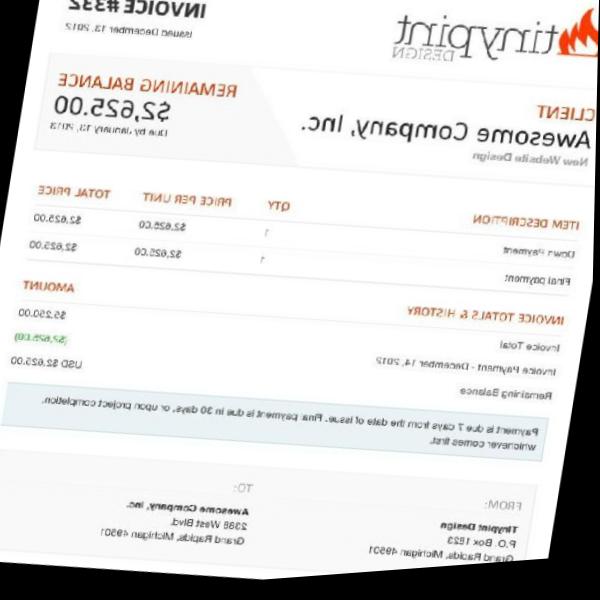 tinypint
DESIGN
INVOICE #332
Issued December 13, 2012
CLIENT
Awesome Company, Inc.
New Website Design
REMAINING BALANCE
$2,625.00
Due by January 13, 2013
ITEM DESCRIPTION QTY PRICE PER UNIT TOTAL PRICE
Down Payment 1 $2,625.00 $2,625.00
Final payment 1 $2,625.00 $2,625.00
INVOICE TOTALS & HISTORY AMOUNT
Invoice Total $5,250.00
Invoice Payment - December 14, 2012 ($2,625.00)
Remaining Balance USD $2,625.00
Payment is due 7 days from the date of issue. Final payment is due in 30 days, or upon project completion,
whichever comes first.
FROM: TO:
Tinypint Design Awesome Company, Inc.
P.O. Box 1823 2388 West Blvd.
Grand Rapids, Michigan 49501 Grand Rapids, Michigan 49501